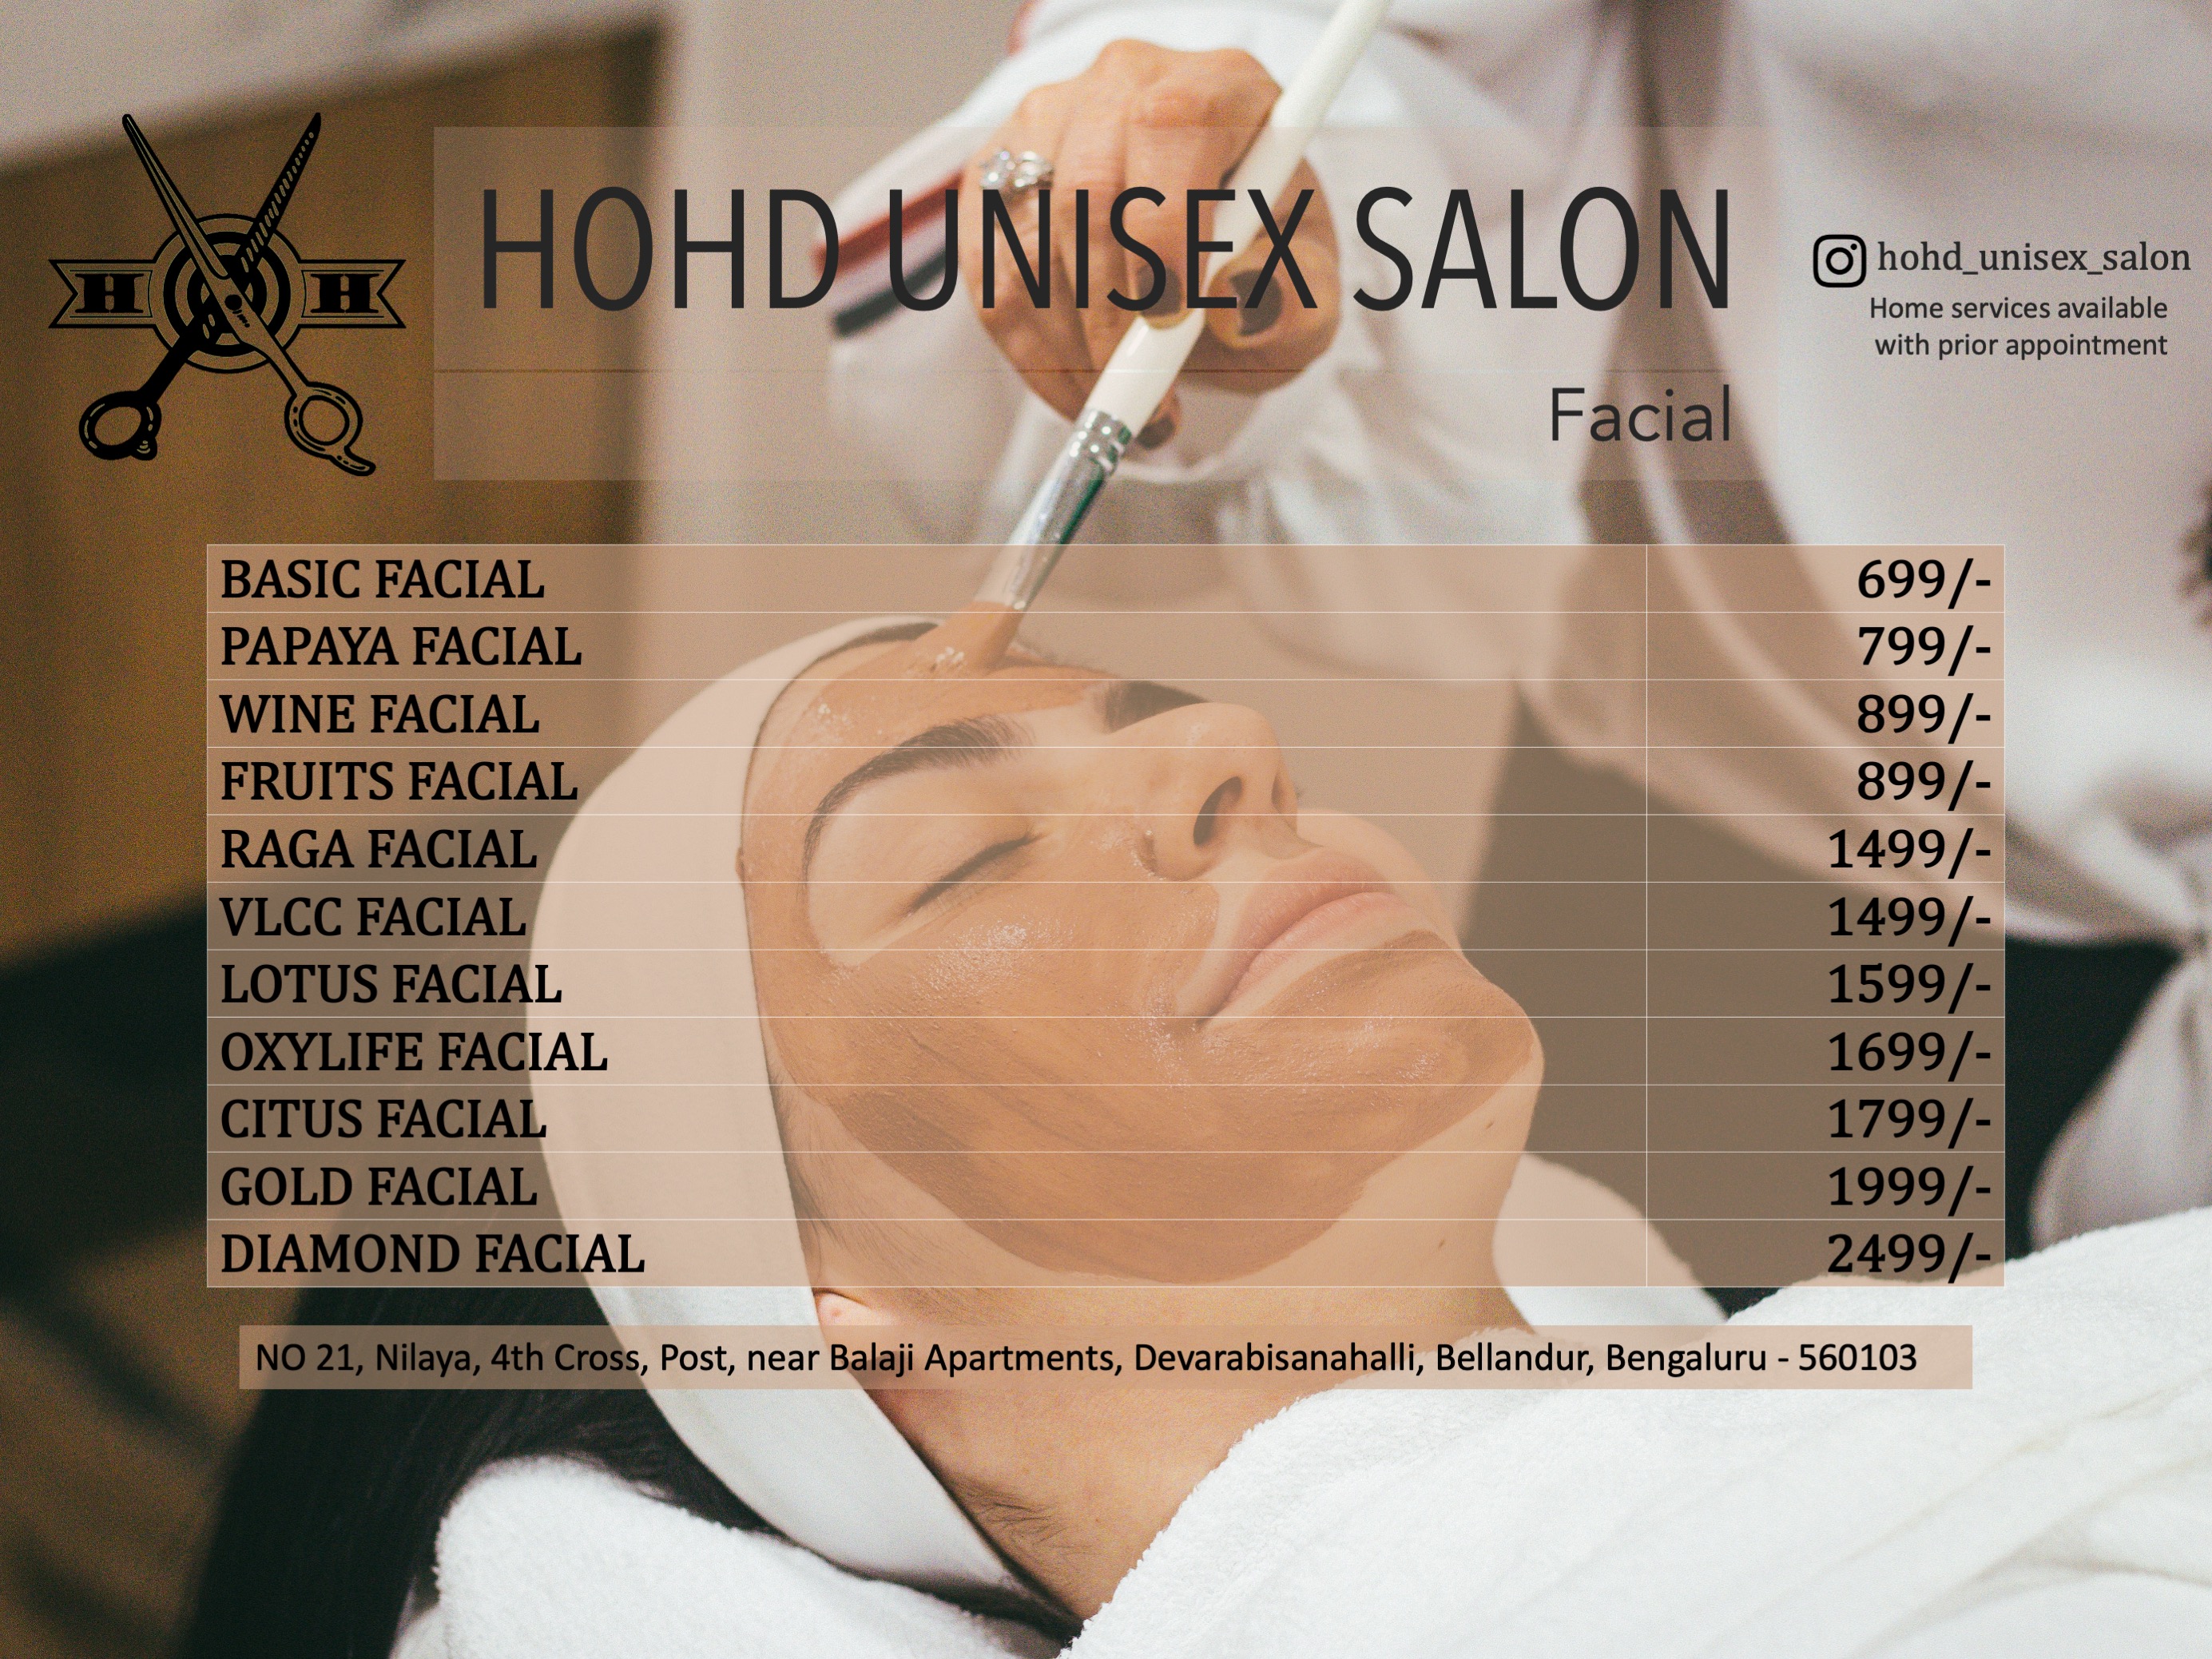 H H
HOHD UNISEX SALON
hohd_unisex_salon
Home services available
with prior appointment
Facial
BASIC FACIAL 699/-
PAPAYA FACIAL 799/-
WINE FACIAL 899/-
FRUITS FACIAL 899/-
RAGA FACIAL 1499/-
VLCC FACIAL 1499/-
LOTUS FACIAL 1599/-
OXYLIFE FACIAL 1699/-
CITUS FACIAL 1799/-
GOLD FACIAL 1999/-
DIAMOND FACIAL 2499/-
NO 21, Nilaya, 4th Cross, Post, near Balaji Apartments, Devarabisanahalli, Bellandur, Bengaluru - 560103